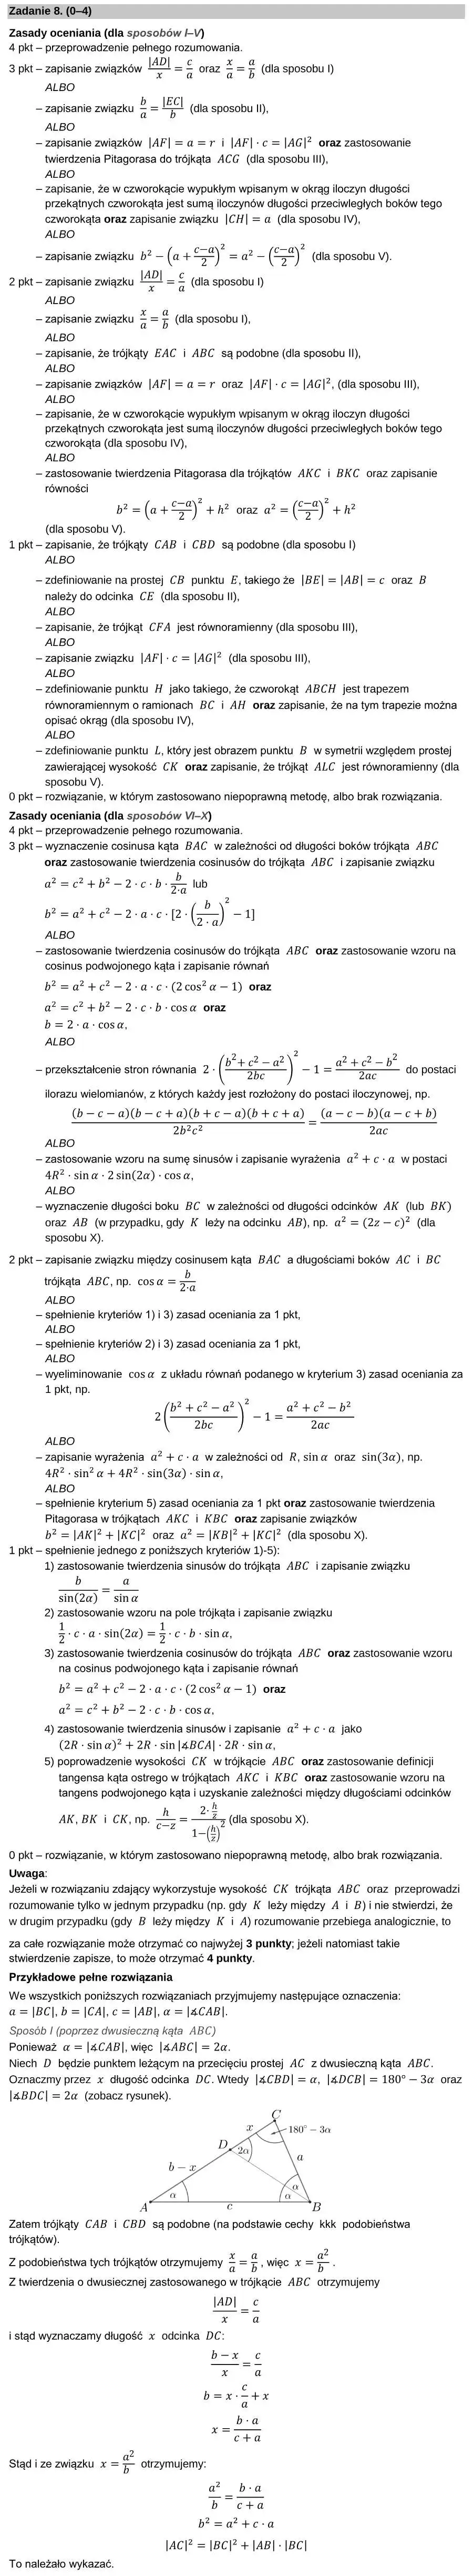 Zadanie 8. (0–4)
Zasady oceniania (dla sposobów I–V)
4 pkt – przeprowadzenie pełnego rozumowania.
3 pkt – zapisanie związków |AD|/x = c/a oraz x/a = a/b (dla sposobu I)
ALBO
– zapisanie związku b/a = |EC|/b (dla sposobu II),
ALBO
– zapisanie związków |AF| = a = r i |AF| ∙ c = |AG|² oraz zastosowanie
twierdzenia Pitagorasa do trójkąta ACG (dla sposobu III),
ALBO
– zapisanie, że w czworokącie wypukłym wpisanym w okrąg iloczyn długości
przekątnych czworokąta jest sumą iloczynów długości przeciwległych boków tego
czworokąta oraz zapisanie związku |CH| = a (dla sposobu IV),
ALBO
– zapisanie związku b² − (a + (c−a)/2)² = a² − ((c−a)/2)² (dla sposobu V).
2 pkt – zapisanie związku |AD|/x = c/a (dla sposobu I)
ALBO
– zapisanie związku x/a = a/b (dla sposobu I),
ALBO
– zapisanie, że trójkąty EAC i ABC są podobne (dla sposobu II),
ALBO
– zapisanie związków |AF| = a = r oraz |AF| ∙ c = |AG|², (dla sposobu III),
ALBO
– zapisanie, że w czworokącie wypukłym wpisanym w okrąg iloczyn długości
przekątnych czworokąta jest sumą iloczynów długości przeciwległych boków tego
czworokąta (dla sposobu IV),
ALBO
– zastosowanie twierdzenia Pitagorasa dla trójkątów AKC i BKC oraz zapisanie
równości
b² = (a + (c−a)/2)² + h² oraz a² = ((c−a)/2)² + h²
(dla sposobu V).
1 pkt – zapisanie, że trójkąty CAB i CBD są podobne (dla sposobu I)
ALBO
– zdefiniowanie na prostej CB punktu E, takiego że |BE| = |AB| = c oraz B
należy do odcinka CE (dla sposobu II),
ALBO
– zapisanie, że trójkąt CFA jest równoramienny (dla sposobu III),
ALBO
– zapisanie związku |AF| ∙ c = |AG|² (dla sposobu III),
ALBO
– zdefiniowanie punktu H jako takiego, że czworokąt ABCH jest trapezem
równoramiennym o ramionach BC i AH oraz zapisanie, że na tym trapezie można
opisać okrąg (dla sposobu IV),
ALBO
– zdefiniowanie punktu L, który jest obrazem punktu B w symetrii względem prostej
zawierającej wysokość CK oraz zapisanie, że trójkąt ALC jest równoramienny (dla
sposobu V).
0 pkt – rozwiązanie, w którym zastosowano niepoprawną metodę, albo brak rozwiązania.
Zasady oceniania (dla sposobów VI–X)
4 pkt – przeprowadzenie pełnego rozumowania.
3 pkt – wyznaczenie cosinusa kąta BAC w zależności od długości boków trójkąta ABC
oraz zastosowanie twierdzenia cosinusów do trójkąta ABC i zapisanie związku
a² = c² + b² − 2 ∙ c ∙ b ∙ b/(2∙a) lub
b² = a² + c² − 2 ∙ a ∙ c ∙ [2 ∙ (b/(2 ∙ a))² − 1]
ALBO
– zastosowanie twierdzenia cosinusów do trójkąta ABC oraz zastosowanie wzoru na
cosinus podwojonego kąta i zapisanie równań
b² = a² + c² − 2 ∙ a ∙ c ∙ (2 cos² α − 1) oraz
a² = c² + b² − 2 ∙ c ∙ b ∙ cos α oraz
b = 2 ∙ a ∙ cos α,
ALBO
– przekształcenie stron równania 2 ∙ ((b² + c² − a²)/(2bc))² − 1 = (a² + c² − b²)/(2ac) do postaci
ilorazu wielomianów, z których każdy jest rozłożony do postaci iloczynowej, np.
(b − c − a)(b − c + a)(b + c − a)(b + c + a)/(2b²c²) = (a − c − b)(a − c + b)/(2ac)
ALBO
– zastosowanie wzoru na sumę sinusów i zapisanie wyrażenia a² + c ∙ a w postaci
4R² ∙ sin α ∙ 2 sin(2α) ∙ cos α,
ALBO
– wyznaczenie długości boku BC w zależności od długości odcinków AK (lub BK)
oraz AB (w przypadku, gdy K leży na odcinku AB), np. a² = (2z − c)² (dla
sposobu X).
2 pkt – zapisanie związku między cosinusem kąta BAC a długościami boków AC i BC
trójkąta ABC, np. cos α = b/(2∙a)
ALBO
– spełnienie kryteriów 1) i 3) zasad oceniania za 1 pkt,
ALBO
– spełnienie kryteriów 2) i 3) zasad oceniania za 1 pkt,
ALBO
– wyeliminowanie cos α z układu równań podanego w kryterium 3) zasad oceniania za
1 pkt, np.
2((b² + c² − a²)/(2bc))² − 1 = (a² + c² − b²)/(2ac)
ALBO
– zapisanie wyrażenia a² + c ∙ a w zależności od R, sin α oraz sin(3α), np.
4R² ∙ sin² α + 4R² ∙ sin(3α) ∙ sin α,
ALBO
– spełnienie kryterium 5) zasad oceniania za 1 pkt oraz zastosowanie twierdzenia
Pitagorasa w trójkątach AKC i KBC oraz zapisanie związków
b² = |AK|² + |KC|² oraz a² = |KB|² + |KC|² (dla sposobu X).
1 pkt – spełnienie jednego z poniższych kryteriów 1)-5):
1) zastosowanie twierdzenia sinusów do trójkąta ABC i zapisanie związku
b/sin(2α) = a/sin α
2) zastosowanie wzoru na pole trójkąta i zapisanie związku
1/2 ∙ c ∙ a ∙ sin(2α) = 1/2 ∙ c ∙ b ∙ sin α,
3) zastosowanie twierdzenia cosinusów do trójkąta ABC oraz zastosowanie wzoru
na cosinus podwojonego kąta i zapisanie równań
b² = a² + c² − 2 ∙ a ∙ c ∙ (2 cos² α − 1) oraz
a² = c² + b² − 2 ∙ c ∙ b ∙ cos α,
4) zastosowanie twierdzenia sinusów i zapisanie a² + c ∙ a jako
(2R ∙ sin α)² + 2R ∙ sin |∡BCA| ∙ 2R ∙ sin α,
5) poprowadzenie wysokości CK w trójkącie ABC oraz zastosowanie definicji
tangensa kąta ostrego w trójkątach AKC i KBC oraz zastosowanie wzoru na
tangens podwojonego kąta i uzyskanie zależności między długościami odcinków
AK, BK i CK, np. h/(c−z) = (2∙h/z)/(1−(h/z)²) (dla sposobu X).
0 pkt – rozwiązanie, w którym zastosowano niepoprawną metodę, albo brak rozwiązania.
Uwaga:
Jeżeli w rozwiązaniu zdający wykorzystuje wysokość CK trójkąta ABC oraz przeprowadzi
rozumowanie tylko w jednym przypadku (np. gdy K leży między A i B) i nie stwierdzi, że
w drugim przypadku (gdy B leży między K i A) rozumowanie przebiega analogicznie, to
za całe rozwiązanie może otrzymać co najwyżej 3 punkty; jeżeli natomiast takie
stwierdzenie zapisze, to może otrzymać 4 punkty.
Przykładowe pełne rozwiązania
We wszystkich poniższych rozwiązaniach przyjmujemy następujące oznaczenia:
a = |BC|, b = |CA|, c = |AB|, α = |∡CAB|.
Sposób I (poprzez dwusieczną kąta ABC)
Ponieważ α = |∡CAB|, więc |∡ABC| = 2α.
Niech D będzie punktem leżącym na przecięciu prostej AC z dwusieczną kąta ABC.
Oznaczmy przez x długość odcinka DC. Wtedy |∡CBD| = α, |∡DCB| = 180° − 3α oraz
|∡BDC| = 2α (zobacz rysunek).
C
x
180° − 3α
D
2α
a
b − x
α
α
α
A
c
B
Zatem trójkąty CAB i CBD są podobne (na podstawie cechy kkk podobieństwa
trójkątów).
Z podobieństwa tych trójkątów otrzymujemy x/a = a/b, więc x = a²/b.
Z twierdzenia o dwusiecznej zastosowanego w trójkącie ABC otrzymujemy
|AD|/x = c/a
i stąd wyznaczamy długość x odcinka DC:
(b − x)/x = c/a
b = x ∙ c/a + x
x = (b ∙ a)/(c + a)
Stąd i ze związku x = a²/b otrzymujemy:
a²/b = (b ∙ a)/(c + a)
b² = a² + c ∙ a
|AC|² = |BC|² + |AB| ∙ |BC|
To należało wykazać.